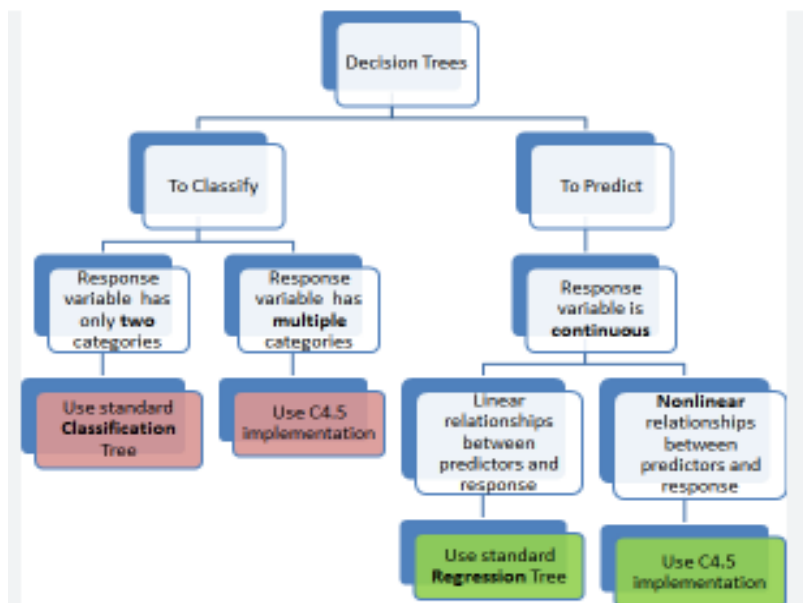 Decision Trees
To Classify
To Predict
Response
variable has
only two
categories
Response
variable has
multiple
categories
Response
variable is
continuous
Use standard
Classification
Tree
Use C4.5
implementation
Linear
relationships
between
predictors and
response
Nonlinear
relationships
between
predictors and
response
Use standard
Regression Tree
Use C4.5
implementation